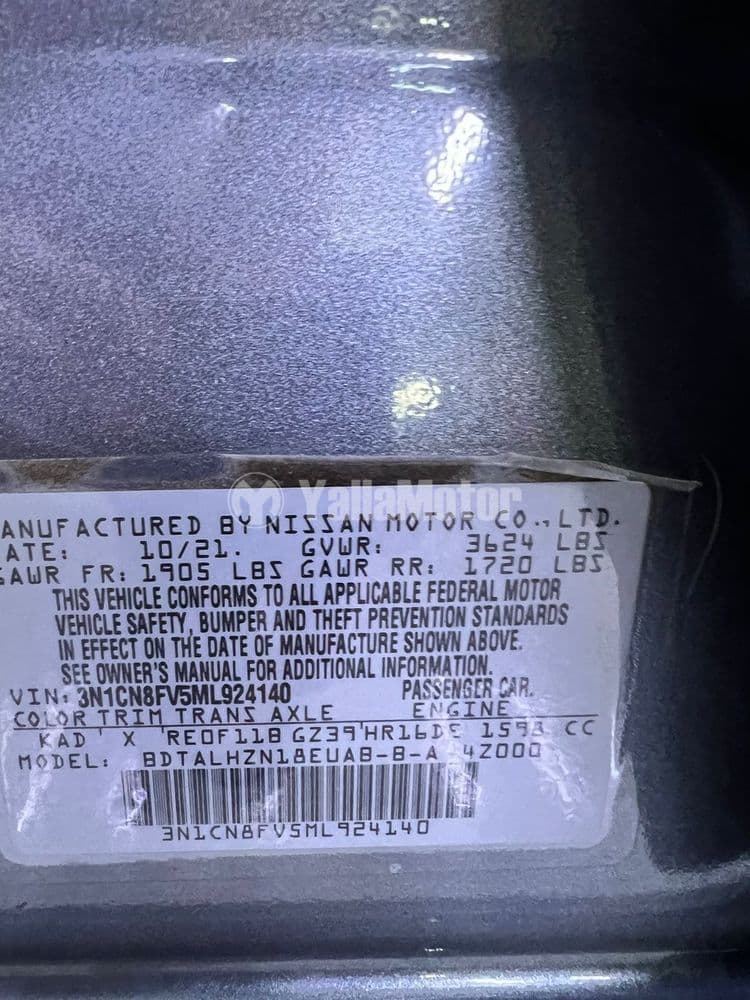 YallaMotor
ANUFACTURED BY NISSAN MOTOR CO.,LTD.
ATE: 10/21. GVWR: 3624 LBS
GAWR FR: 1905 LBS GAWR RR: 1720 LBS
THIS VEHICLE CONFORMS TO ALL APPLICABLE FEDERAL MOTOR
VEHICLE SAFETY, BUMPER AND THEFT PREVENTION STANDARDS
IN EFFECT ON THE DATE OF MANUFACTURE SHOWN ABOVE.
SEE OWNER'S MANUAL FOR ADDITIONAL INFORMATION.
VIN: 3N1CN8FV5ML924140 PASSENGER CAR.
COLOR TRIM TRANS AXLE ENGINE
KAD X RE0F11B GZ39 HR16DE 1598 CC
MODEL: BDTALHZN18EUAB-B-A 4Z000
3N1CN8FV5ML924140